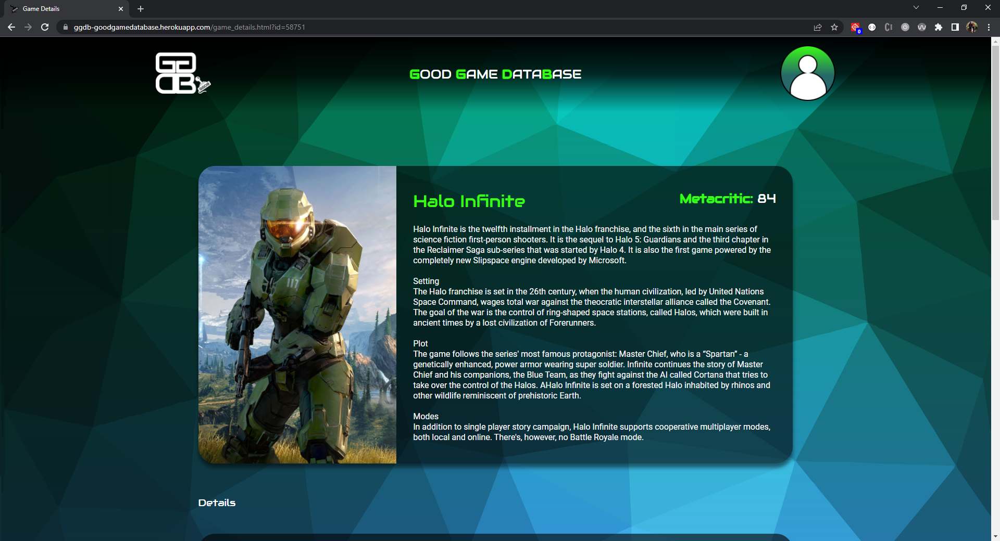 Game Details
ggdb-goodgamedatabase.herokuapp.com/game_details.html?id=58751
0
GG
DB
GGDB
GOOD GAME DATABASE
117
Halo Infinite
Metacritic: 84
Halo Infinite is the twelfth installment in the Halo franchise, and the sixth in the main series of
science fiction first-person shooters. It is the sequel to Halo 5: Guardians and the third chapter in
the Reclaimer Saga sub-series that was started by Halo 4. It is also the first game powered by the
completely new Slipspace engine developed by Microsoft.
Setting
The Halo franchise is set in the 26th century, when the human civilization, led by United Nations
Space Command, wages total war against the theocratic interstellar alliance called the Covenant.
The goal of the war is the control of ring-shaped space stations, called Halos, which were built in
ancient times by a lost civilization of Forerunners.
Plot
The game follows the series' most famous protagonist: Master Chief, who is a “Spartan” - a
genetically enhanced, power armor wearing super soldier. Infinite continues the story of Master
Chief and his companions, the Blue Team, as they fight against the AI called Cortana that tries to
take over the control of the Halos. AHalo Infinite is set on a forested Halo inhabited by rhinos and
other wildlife reminiscent of prehistoric Earth.
Modes
In addition to single player story campaign, Halo Infinite supports cooperative multiplayer modes,
both local and online. There's, however, no Battle Royale mode.
Details